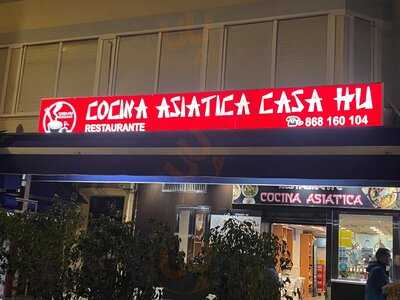 COCINA ASIATICA CASA HU
RESTAURANTE
868 160 104
COCINA ASIATICA